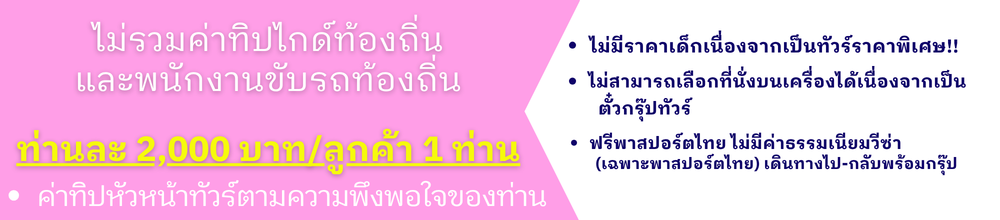 ไม่รวมค่าทิปไกด์ท้องถิ่น
และพนักงานขับรถท้องถิ่น
ท่านละ 2,000 บาท/ลูกค้า 1 ท่าน
• ค่าทิปหัวหน้าทัวร์ตามความพึงพอใจของท่าน
• ไม่มีราคาเด็กเนื่องจากเป็นทัวร์ราคาพิเศษ!!
• ไม่สามารถเลือกที่นั่งบนเครื่องได้เนื่องจากเป็น
ตั๋วกรุ๊ปทัวร์
• ฟรีพาสปอร์ตไทย ไม่มีค่าธรรมเนียมวีซ่า
(เฉพาะพาสปอร์ตไทย) เดินทางไป-กลับพร้อมกรุ๊ป